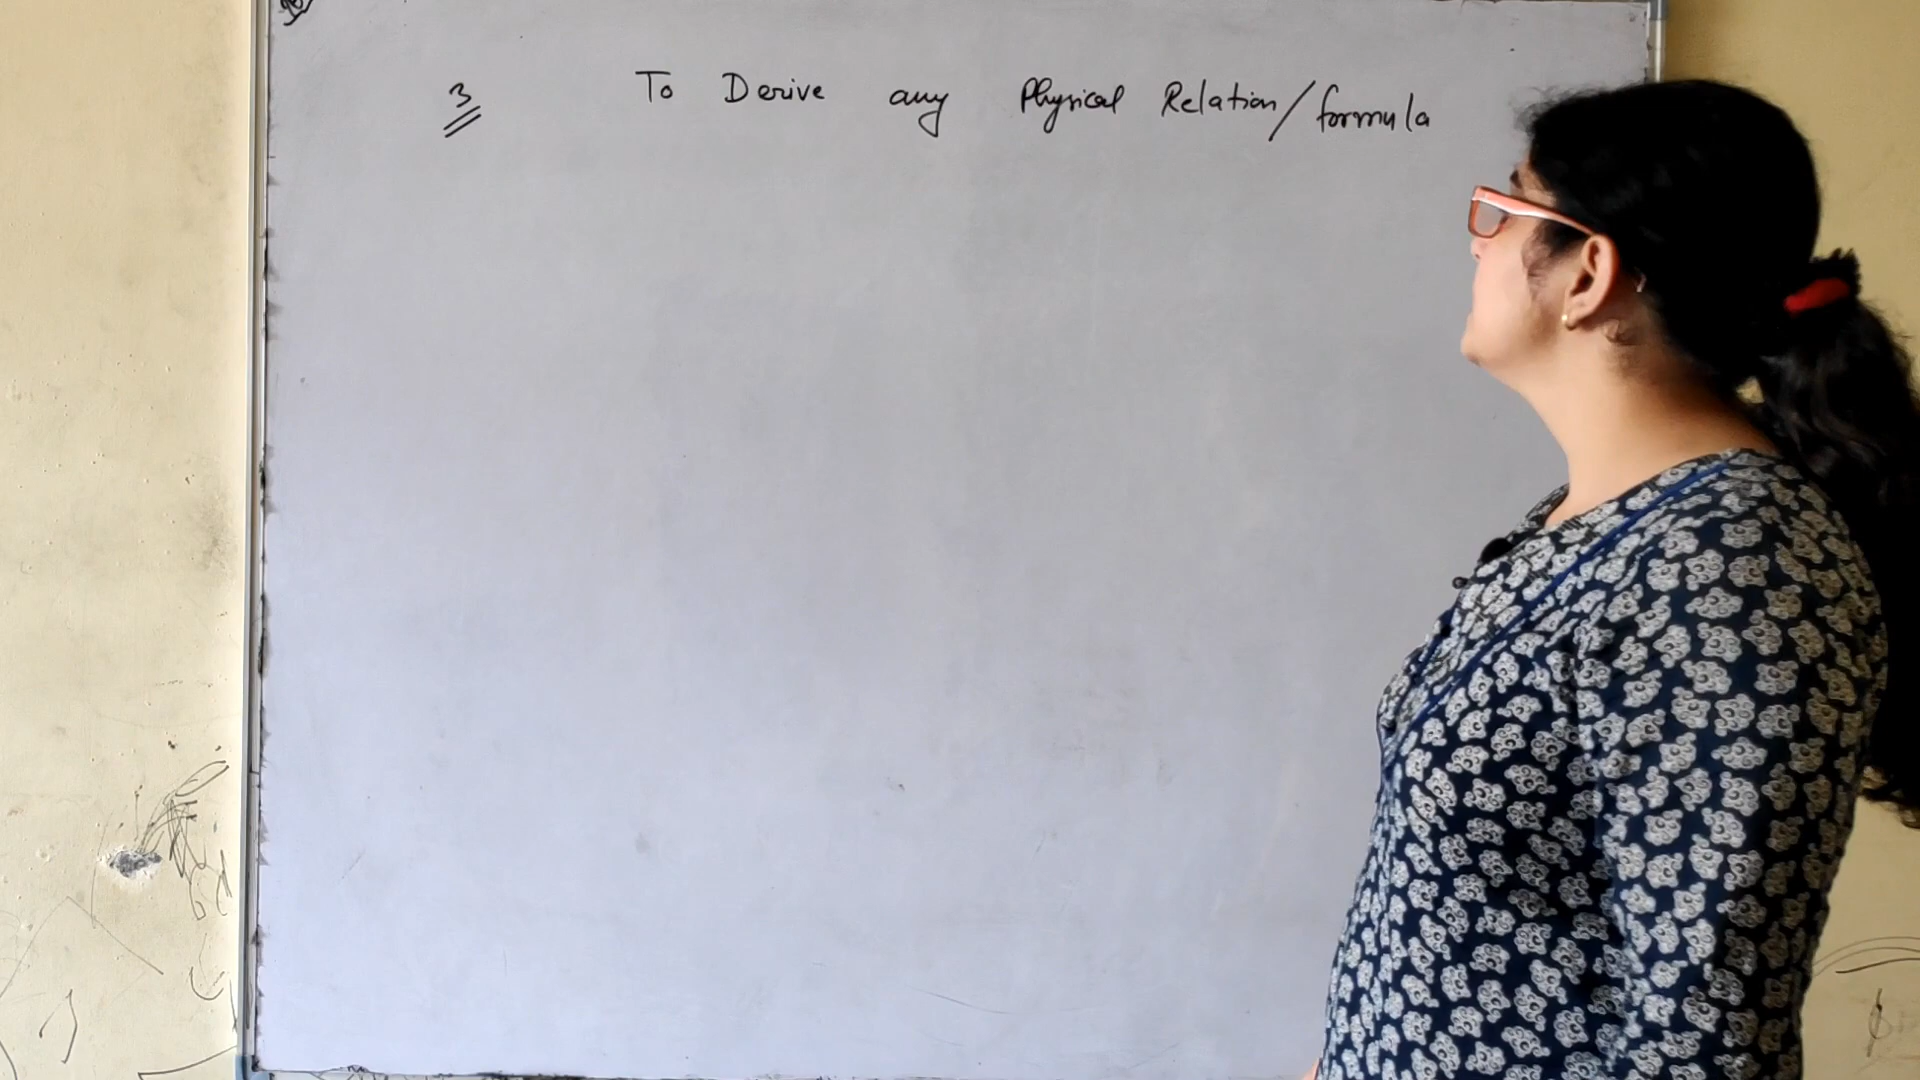 3 To Derive any Physical Relation/formula